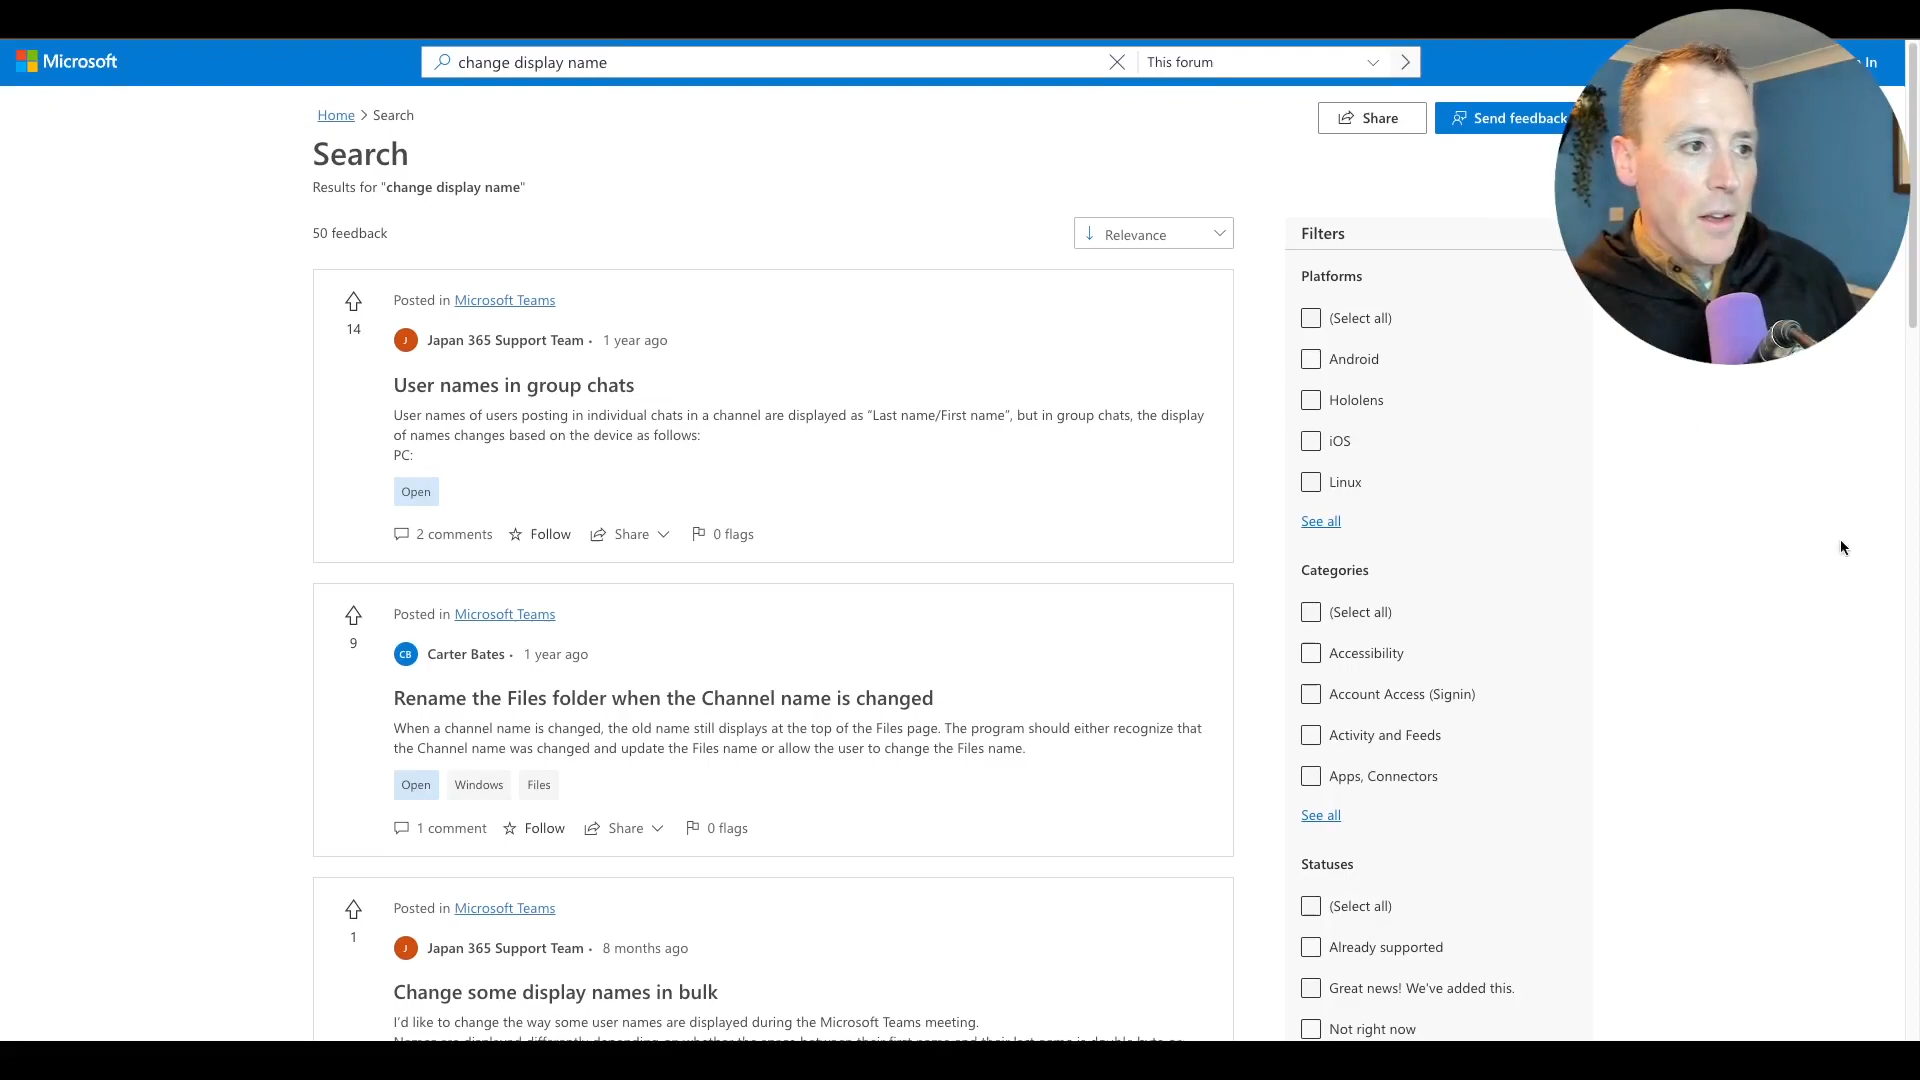 Microsoft
change display name
This forum
In
Home > Search
Share
Send feedback
Search
Results for "change display name"
50 feedback
Relevance
Filters
Platforms
(Select all)
Android
Hololens
iOS
Linux
See all
Categories
(Select all)
Accessibility
Account Access (Signin)
Activity and Feeds
Apps, Connectors
See all
Statuses
(Select all)
Already supported
Great news! We've added this.
Not right now
14
Posted in Microsoft Teams
J
Japan 365 Support Team · 1 year ago
User names in group chats
User names of users posting in individual chats in a channel are displayed as “Last name/First name”, but in group chats, the display
of names changes based on the device as follows:
PC:
Open
2 comments Follow Share 0 flags
9
Posted in Microsoft Teams
CB
Carter Bates · 1 year ago
Rename the Files folder when the Channel name is changed
When a channel name is changed, the old name still displays at the top of the Files page. The program should either recognize that
the Channel name was changed and update the Files name or allow the user to change the Files name.
Open Windows Files
1 comment Follow Share 0 flags
1
Posted in Microsoft Teams
J
Japan 365 Support Team · 8 months ago
Change some display names in bulk
I'd like to change the way some user names are displayed during the Microsoft Teams meeting.